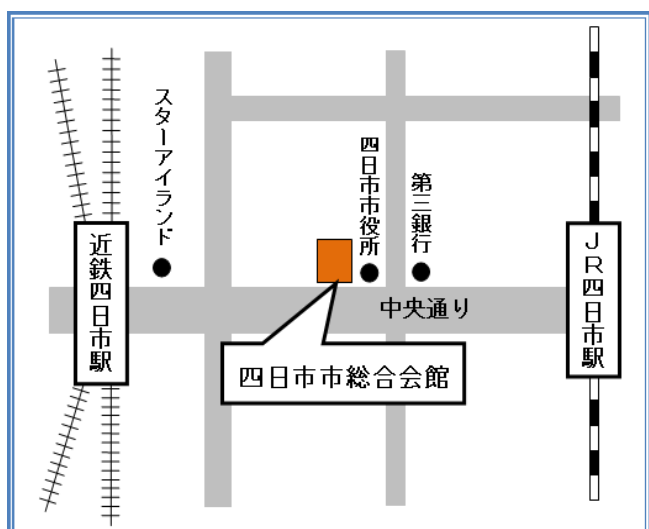 スターアイランド
四日市市役所
第三銀行
近鉄四日市駅
JR四日市駅
中央通り
四日市市総合会館